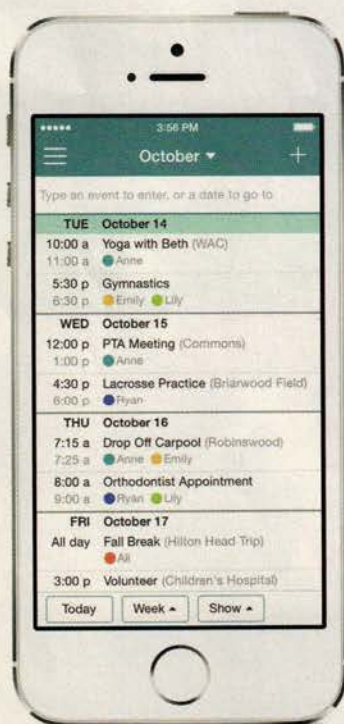 3:56 PM
October
Type an event to enter, or a date to go to
TUE October 14
10:00 a Yoga with Beth (WAC)
11:00 a Anne
5:30 p Gymnastics
6:30 p Emily Lily
WED October 15
12:00 p PTA Meeting (Commons)
1:00 p Anne
4:30 p Lacrosse Practice (Briarwood Field)
6:00 p Ryan
THU October 16
7:15 a Drop Off Carpool (Robinswood)
7:25 a Anne Emily
8:00 a Orthodontist Appointment
9:00 a Ryan Lily
FRI October 17
All day Fall Break (Hilton Head Trip)
All
3:00 p Volunteer (Children's Hospital)
Today Week Show